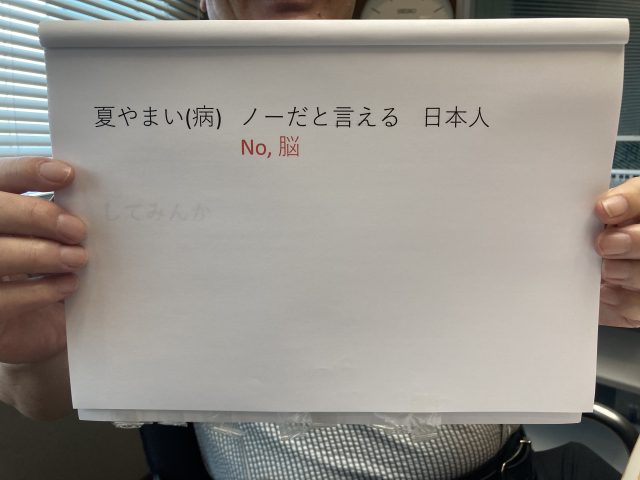 夏やまい(病) ノーだと言える 日本人
No, 脳
してみんか
SEIKO